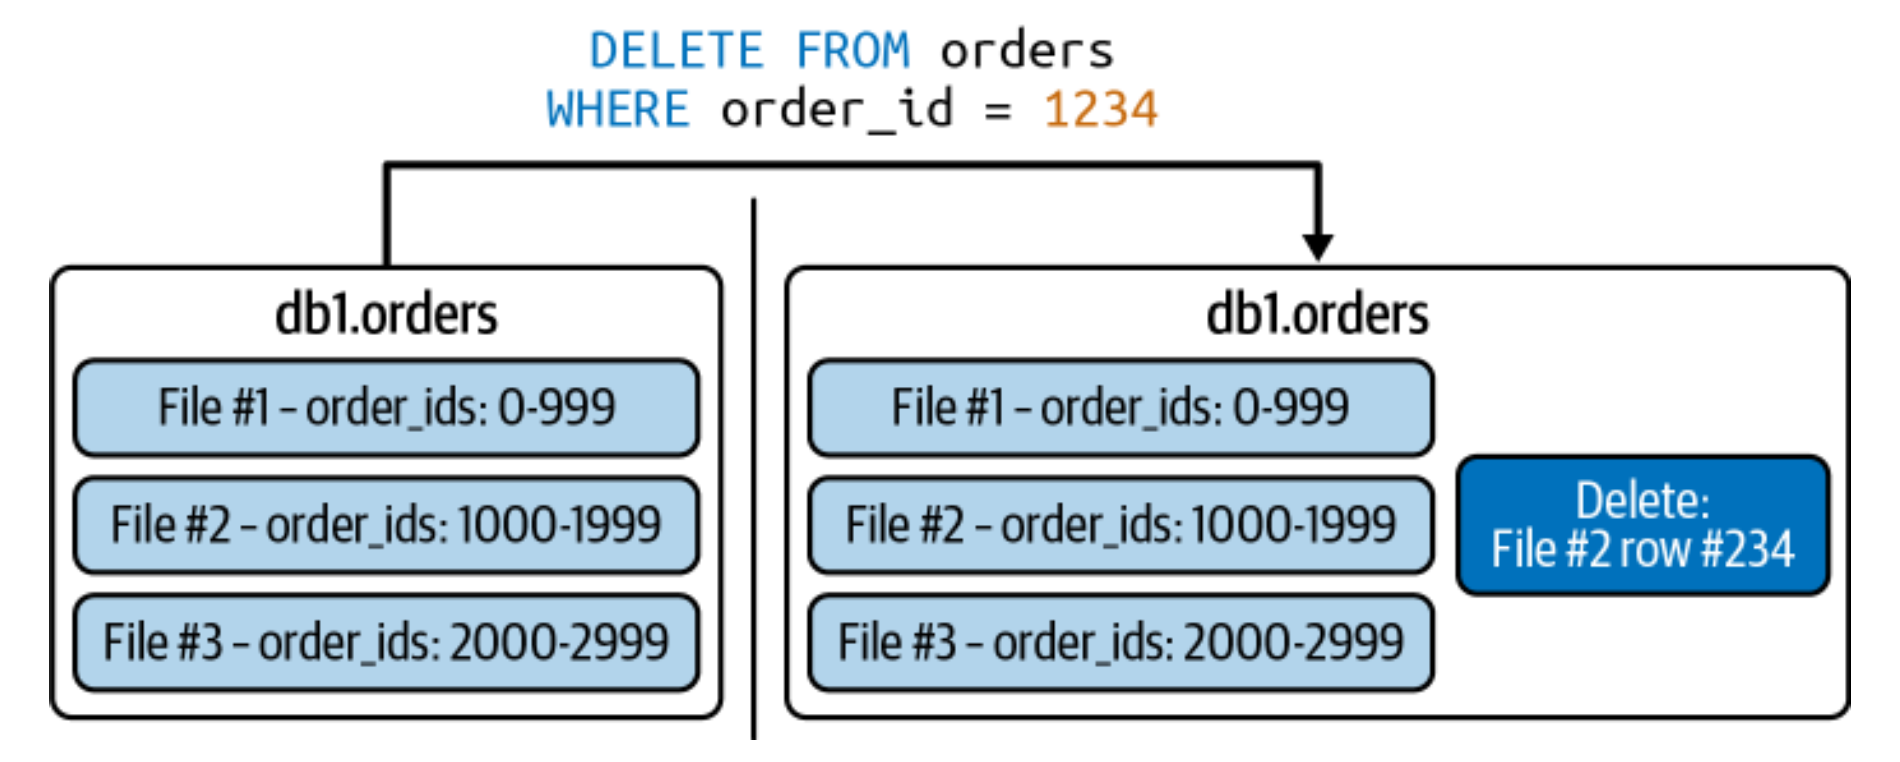 DELETE FROM orders
WHERE order_id = 1234
db1.orders
File #1 – order_ids: 0-999
File #2 – order_ids: 1000-1999
File #3 – order_ids: 2000-2999
db1.orders
File #1 – order_ids: 0-999
File #2 – order_ids: 1000-1999
File #3 – order_ids: 2000-2999
Delete:
File #2 row #234